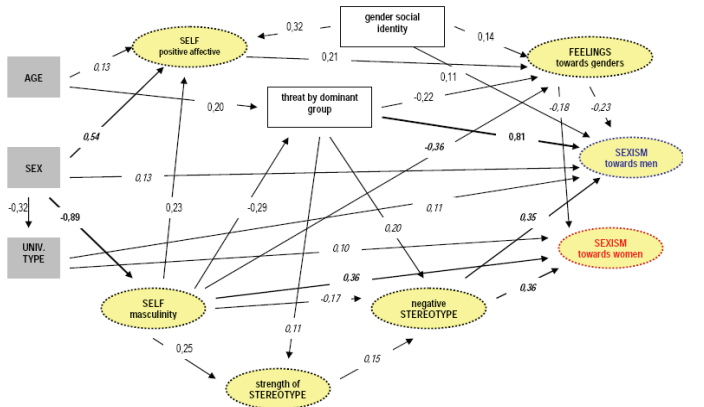 gender social
identity
0,32
0,14
SELF
positive affective
FEELINGS
towards genders
0,13
0,21
0,11
AGE
-0,22
-0,18
-0,23
0,20
threat by dominant
group
0,54
-0,36
0,81
SEXISM
towards men
SEX
0,13
-0,32
-0,89
0,23
-0,29
0,11
0,20
0,35
UNIV.
TYPE
0,10
SEXISM
towards women
0,36
0,36
SELF
masculinity
-0,17
negative
STEREOTYPE
0,11
0,25
0,15
strength of
STEREOTYPE